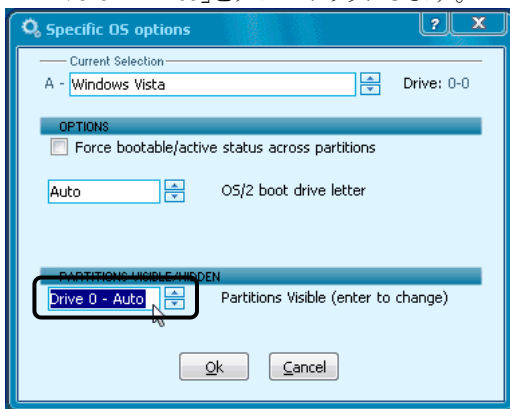 Specific OS options
Current Selection
A - Windows Vista Drive: 0-0
OPTIONS
Force bootable/active status across partitions
Auto OS/2 boot drive letter
PARTITIONS VISIBLE/HIDDEN
Drive 0 - Auto Partitions Visible (enter to change)
Ok Cancel